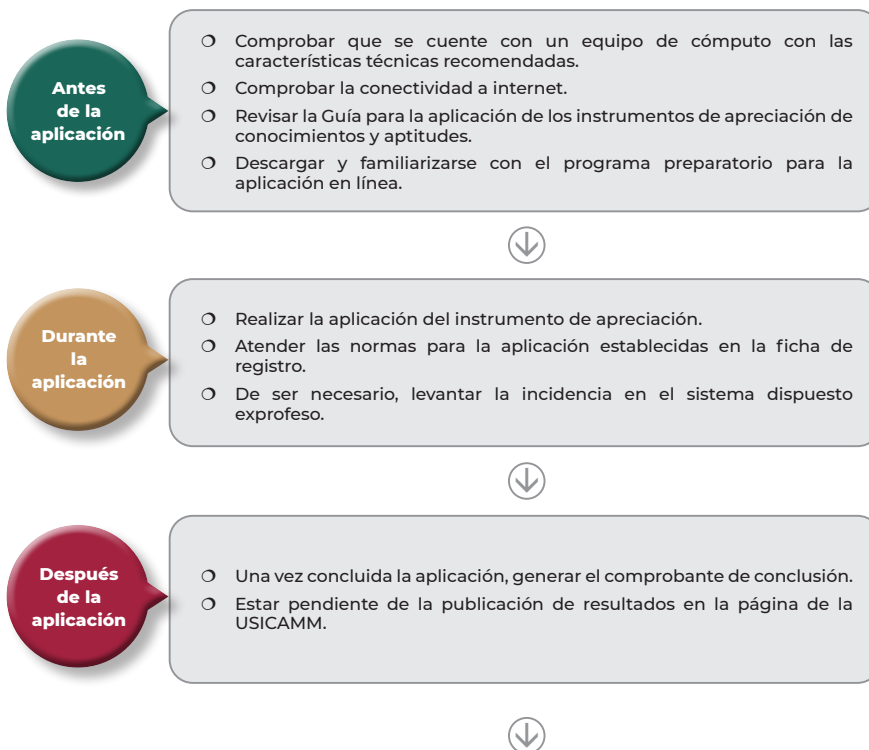 Antes
de la
aplicación
❍ Comprobar que se cuente con un equipo de cómputo con las
características técnicas recomendadas.
❍ Comprobar la conectividad a internet.
❍ Revisar la Guía para la aplicación de los instrumentos de apreciación de
conocimientos y aptitudes.
❍ Descargar y familiarizarse con el programa preparatorio para la
aplicación en línea.
Durante
la
aplicación
❍ Realizar la aplicación del instrumento de apreciación.
❍ Atender las normas para la aplicación establecidas en la ficha de
registro.
❍ De ser necesario, levantar la incidencia en el sistema dispuesto
exprofeso.
Después
de la
aplicación
❍ Una vez concluida la aplicación, generar el comprobante de conclusión.
❍ Estar pendiente de la publicación de resultados en la página de la
USICAMM.